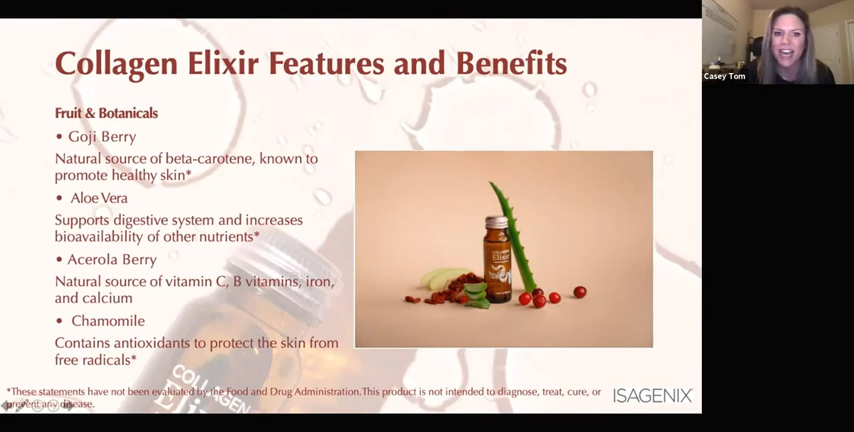 Collagen Elixir Features and Benefits
Casey Tom
Fruit & Botanicals
• Goji Berry
Natural source of beta-carotene, known to
promote healthy skin*
• Aloe Vera
Supports digestive system and increases
bioavailability of other nutrients*
• Acerola Berry
Natural source of vitamin C, B vitamins, iron,
and calcium
• Chamomile
Contains antioxidants to protect the skin from
free radicals*
COLLAGEN
Elixir
COLLAGEN
Elixir
*These statements have not been evaluated by the Food and Drug Administration. This product is not intended to diagnose, treat, cure, or
prevent any disease.
ISAGENIX